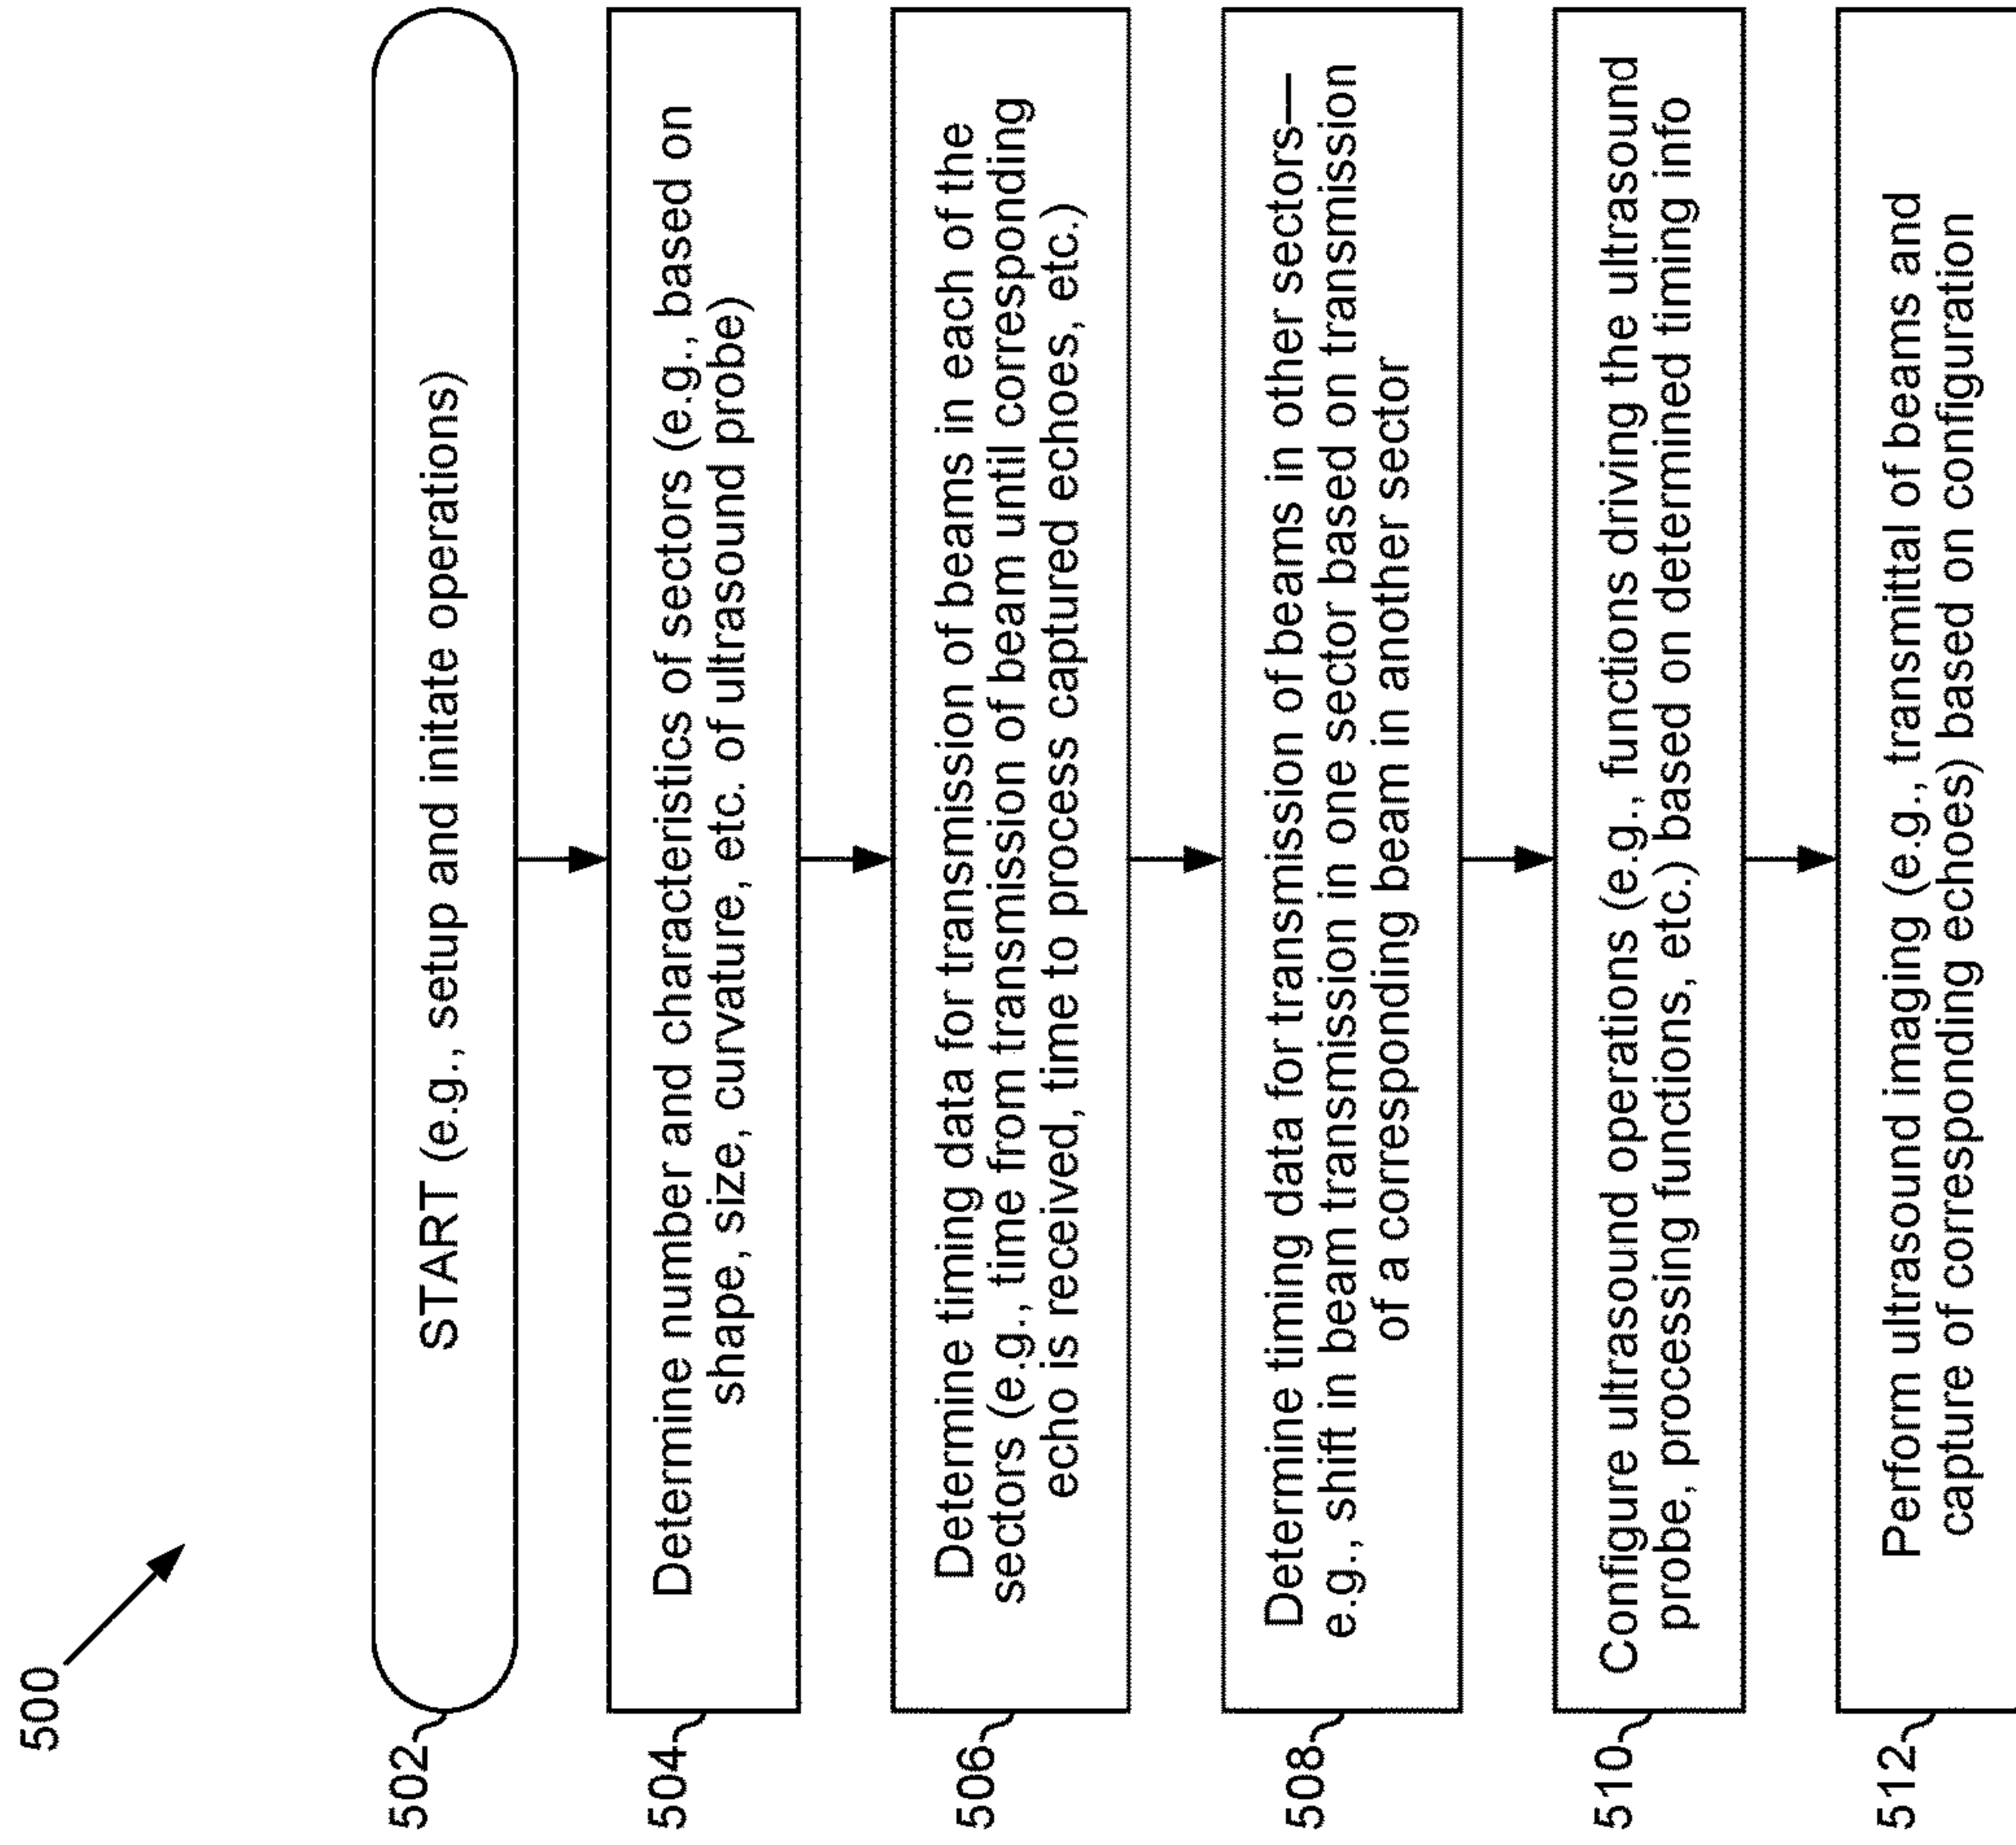 500
502
START (e.g., setup and initate operations)
504
Determine number and characteristics of sectors (e.g., based on
shape, size, curvature, etc. of ultrasound probe)
506
Determine timing data for transmission of beams in each of the
sectors (e.g., time from transmission of beam until corresponding
echo is received, time to process captured echoes, etc.)
508
Determine timing data for transmission of beams in other sectors—
e.g., shift in beam transmission in one sector based on transmission
of a corresponding beam in another sector
510
Configure ultrasound operations (e.g., functions driving the ultrasound
probe, processing functions, etc.) based on determined timing info
512
Perform ultrasound imaging (e.g., transmittal of beams and
capture of corresponding echoes) based on configuration